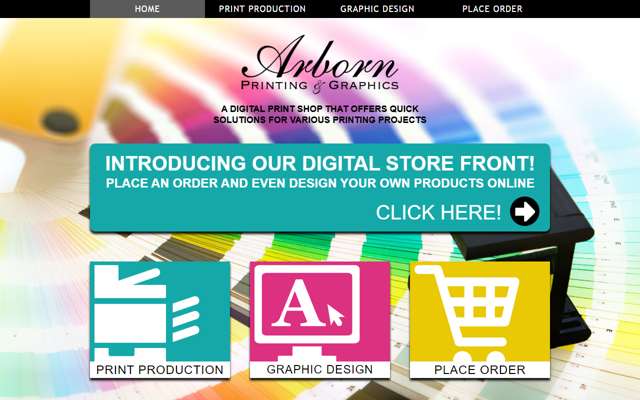 HOME PRINT PRODUCTION GRAPHIC DESIGN PLACE ORDER
Arborn
PRINTING & GRAPHICS
A DIGITAL PRINT SHOP THAT OFFERS QUICK
SOLUTIONS FOR VARIOUS PRINTING PROJECTS
INTRODUCING OUR DIGITAL STORE FRONT!
PLACE AN ORDER AND EVEN DESIGN YOUR OWN PRODUCTS ONLINE
CLICK HERE!
A
PRINT PRODUCTION GRAPHIC DESIGN PLACE ORDER